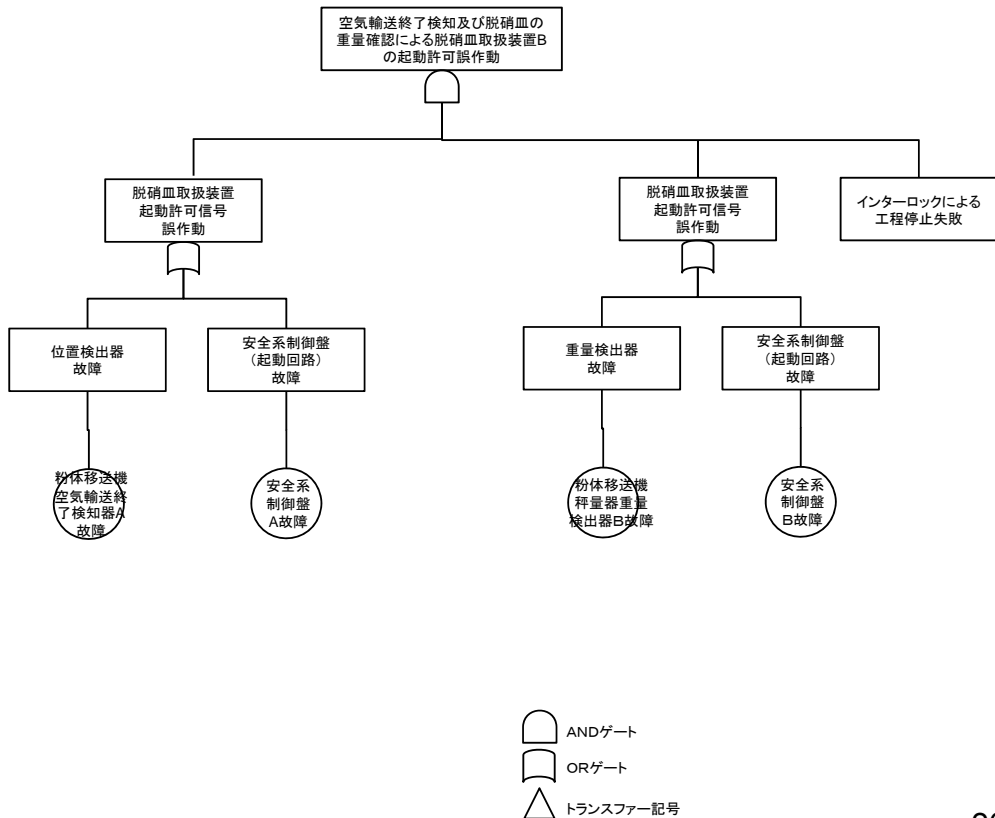 空気輸送終了検知及び脱硝皿の
重量確認による脱硝皿取扱装置B
の起動許可誤作動
脱硝皿取扱装置
起動許可信号
誤作動
脱硝皿取扱装置
起動許可信号
誤作動
インターロックによる
工程停止失敗
位置検出器
故障
安全系制御盤
(起動回路)
故障
重量検出器
故障
安全系制御盤
(起動回路)
故障
粉体移送機
空気輸送終
了検知器A
故障
安全系
制御盤
A故障
粉体移送機
秤量器重量
検出器B故障
安全系
制御盤
B故障
ANDゲート
ORゲート
トランスファー記号